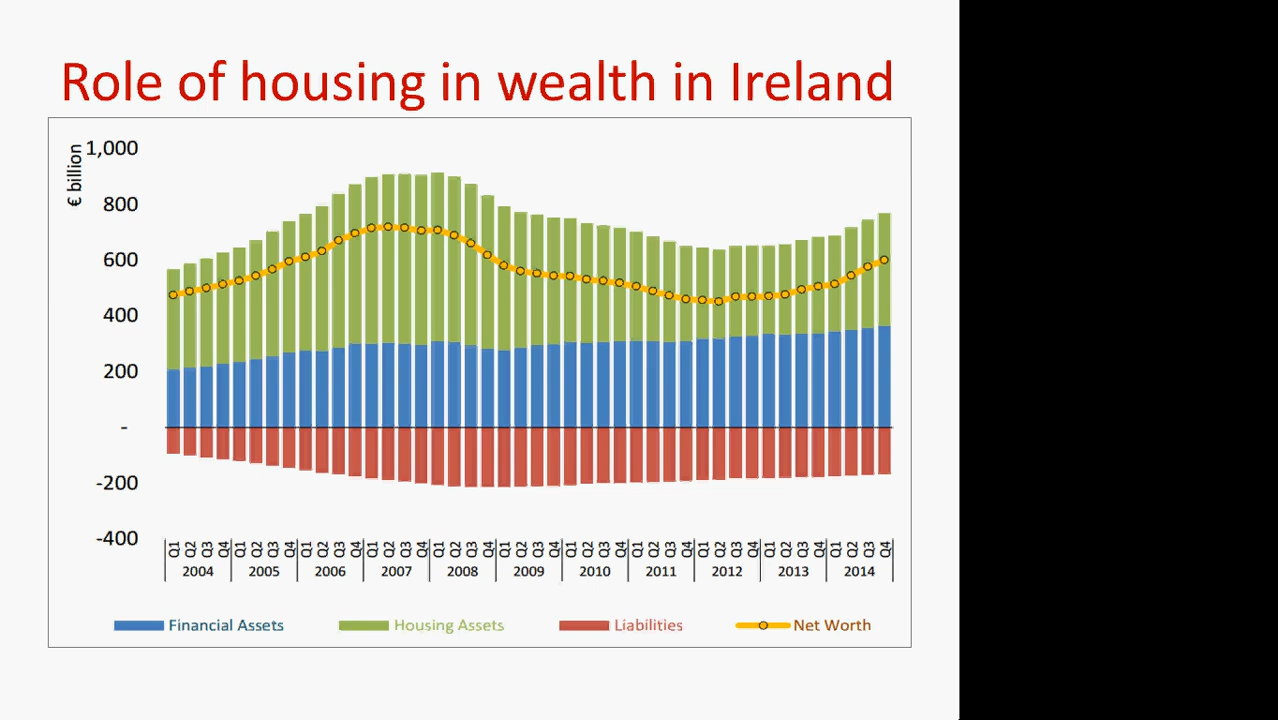 Role of housing in wealth in Ireland
€ billion
1,000
800
600
400
200
-
-200
-400
Q1 Q2 Q3 Q4 Q1 Q2 Q3 Q4 Q1 Q2 Q3 Q4 Q1 Q2 Q3 Q4 Q1 Q2 Q3 Q4 Q1 Q2 Q3 Q4 Q1 Q2 Q3 Q4 Q1 Q2 Q3 Q4 Q1 Q2 Q3 Q4 Q1 Q2 Q3 Q4 Q1 Q2 Q3 Q4
2004 2005 2006 2007 2008 2009 2010 2011 2012 2013 2014
Financial Assets Housing Assets Liabilities Net Worth